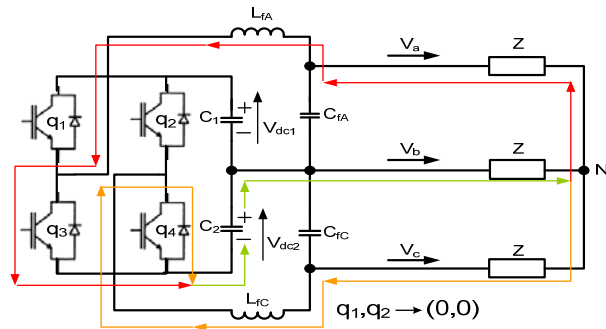 LfA
Va
Z
q1
q2
C1
+
−
Vdc1
CfA
Vb
Z
N
q3
q4
C2
+
−
Vdc2
CfC
Vc
Z
LfC
q1,q2→(0,0)